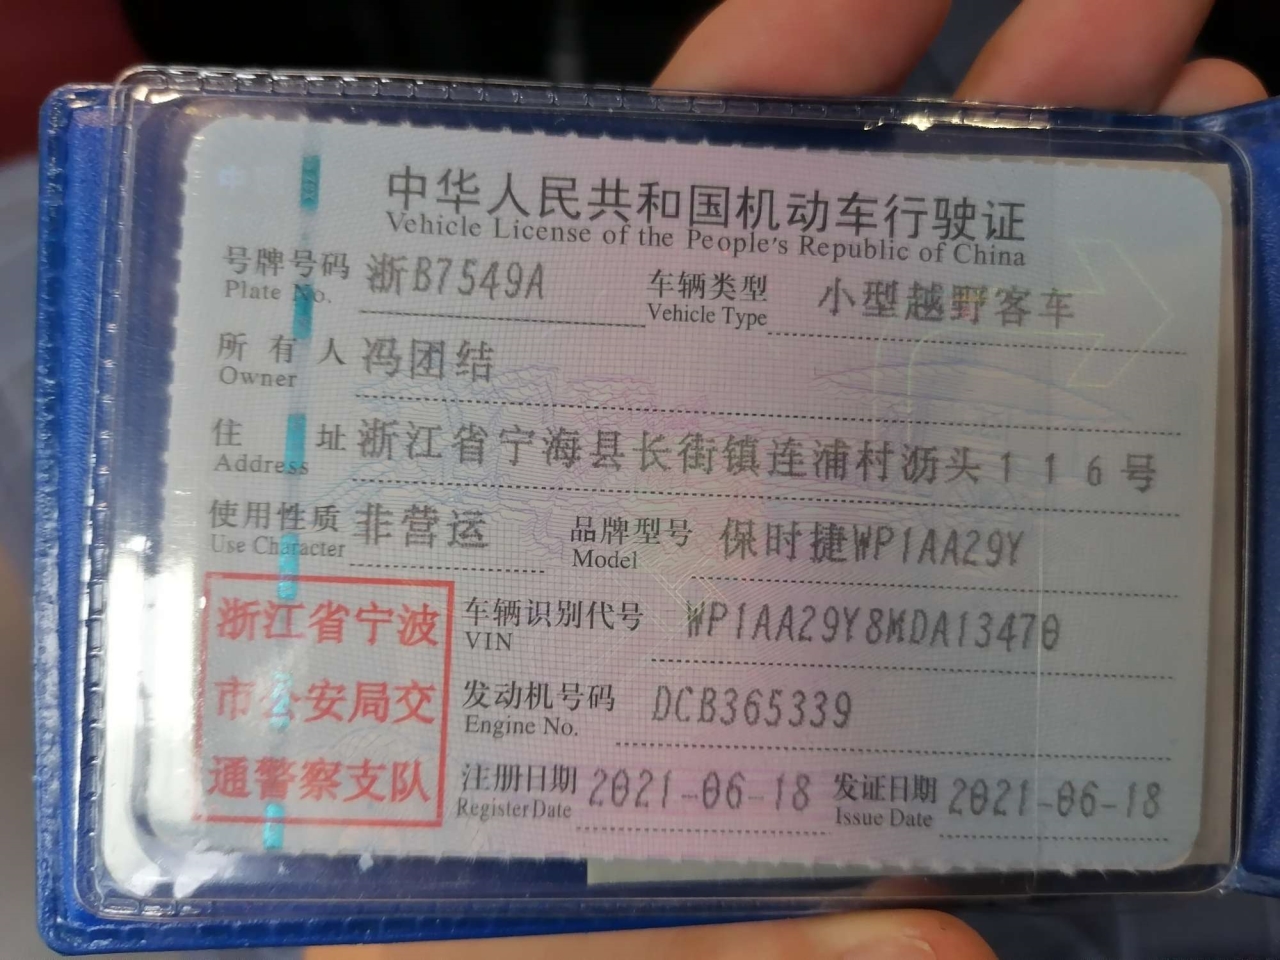 中华人民共和国机动车行驶证
Vehicle License of the People's Republic of China
号牌号码 浙B7549A 车辆类型 小型越野客车
Plate No. Vehicle Type
所有人 冯团结
Owner
住址 浙江省宁海县长街镇连浦村沥头116号
Address
使用性质 非营运 品牌型号 保时捷WP1AA29Y
Use Character Model
浙江省宁波
市公安局交
通警察支队
车辆识别代号 WP1AA29Y8MDA13470
VIN
发动机号码 DCB365339
Engine No.
注册日期 2021-06-18 发证日期 2021-06-18
Register Date Issue Date